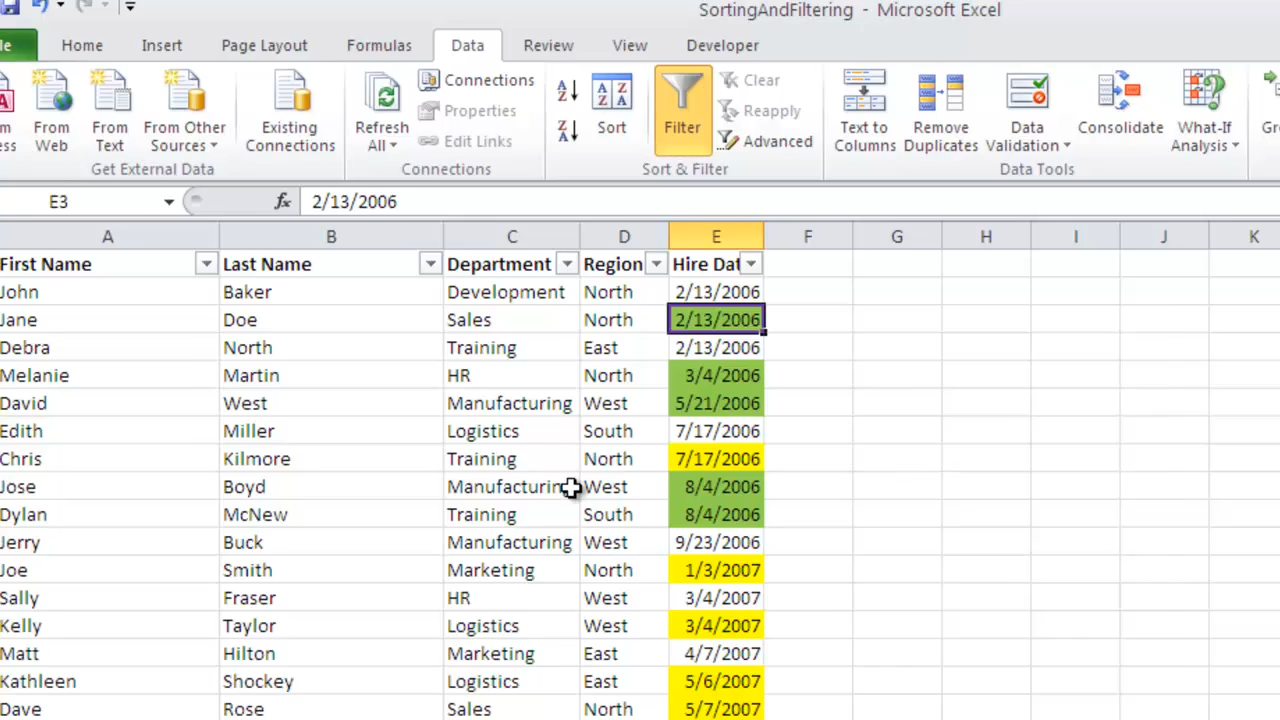 SortingAndFiltering - Microsoft Excel
Home Insert Page Layout Formulas Data Review View Developer
From Web
From Text
From Other Sources
Existing Connections
Get External Data
Refresh All
Connections
Properties
Edit Links
Connections
Sort
Filter
Clear
Reapply
Advanced
Sort & Filter
Text to Columns
Remove Duplicates
Data Validation
Consolidate
What-If Analysis
Data Tools
E3 fx 2/13/2006
A B C D E F G H I J K
First Name Last Name Department Region Hire Dat
John Baker Development North 2/13/2006
Jane Doe Sales North 2/13/2006
Debra North Training East 2/13/2006
Melanie Martin HR North 3/4/2006
David West Manufacturing West 5/21/2006
Edith Miller Logistics South 7/17/2006
Chris Kilmore Training North 7/17/2006
Jose Boyd Manufacturin West 8/4/2006
Dylan McNew Training South 8/4/2006
Jerry Buck Manufacturing West 9/23/2006
Joe Smith Marketing North 1/3/2007
Sally Fraser HR West 3/4/2007
Kelly Taylor Logistics West 3/4/2007
Matt Hilton Marketing East 4/7/2007
Kathleen Shockey Logistics East 5/6/2007
Dave Rose Sales North 5/7/2007